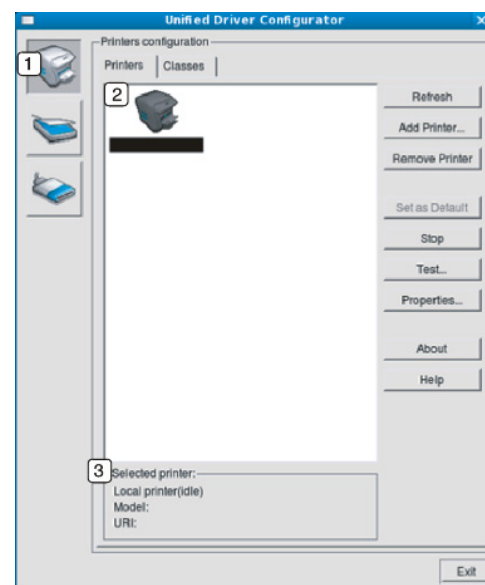 Unified Driver Configurator
Printers configuration
1
Printers Classes
2
Refresh
Add Printer...
Remove Printer
Set as Default
Stop
Test...
Properties...
About
Help
3
Selected printer:
Local printer(idle)
Model:
URI:
Exit